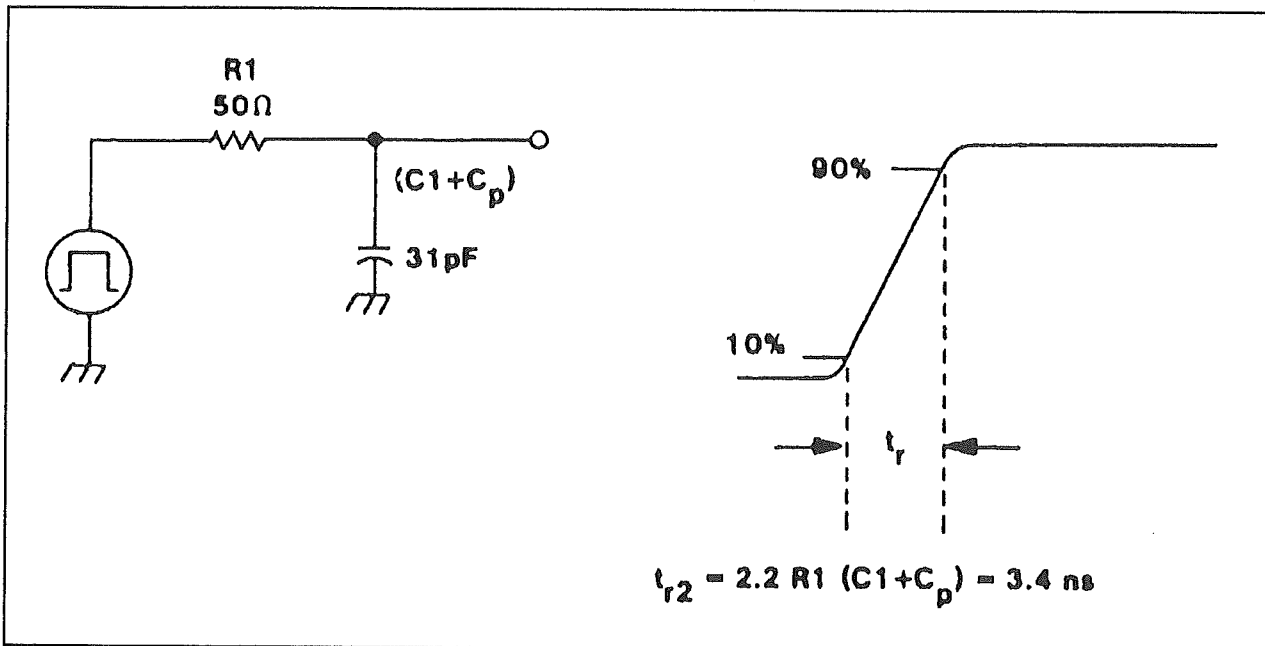 R1
50Ω
(C1+Cp)
31pF
90%
10%
tr
tr2 = 2.2 R1 (C1+Cp) = 3.4 ns